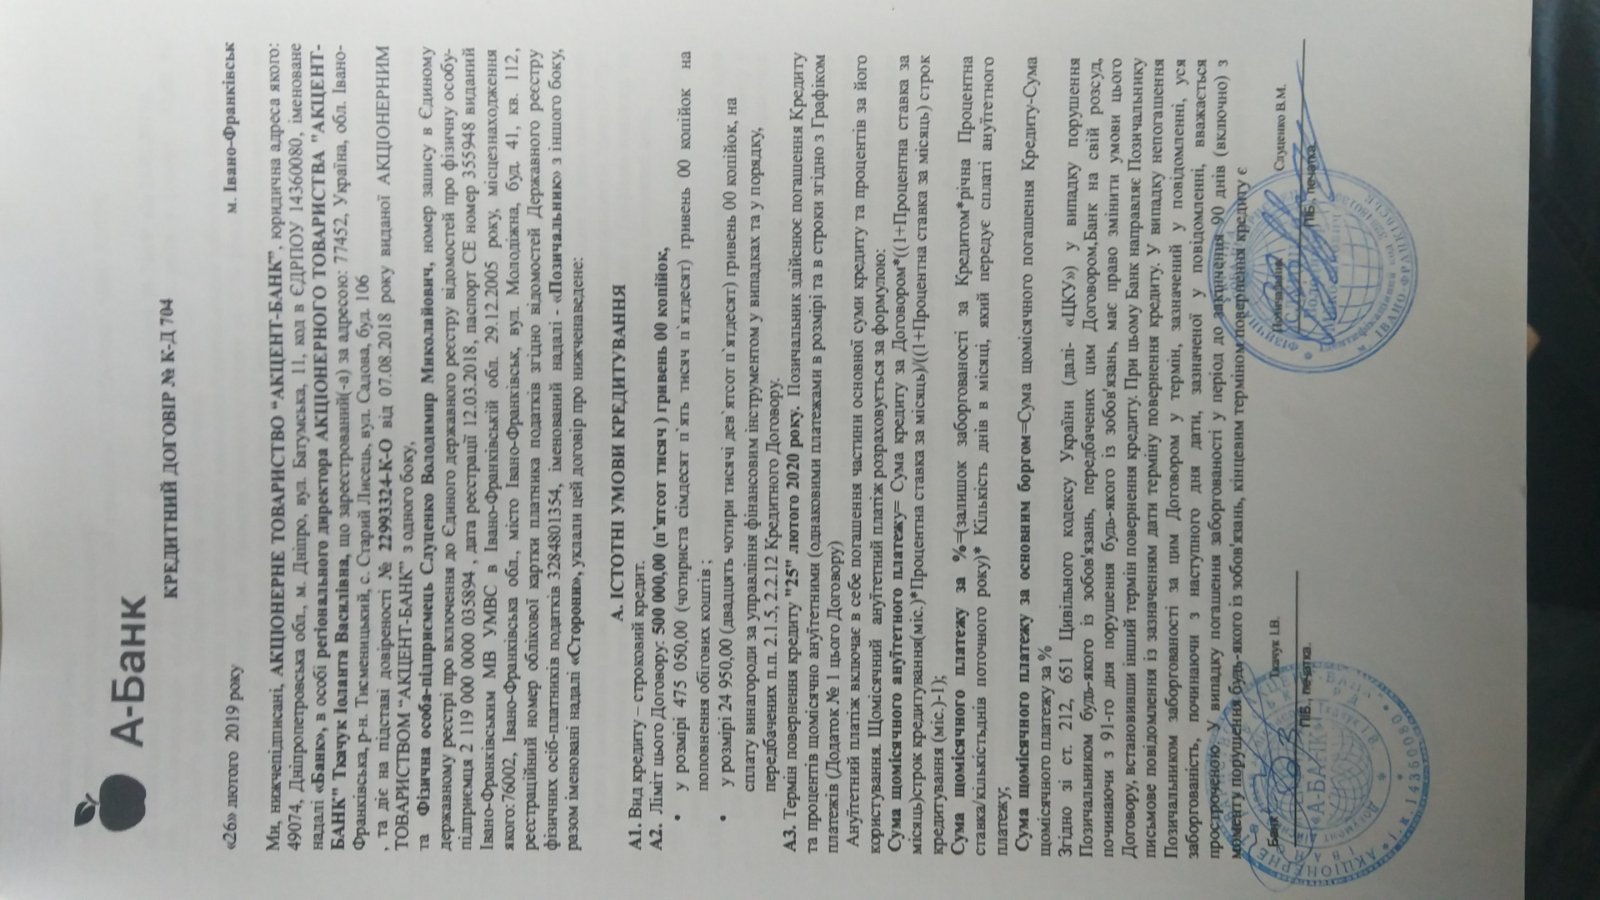 А-Банк
КРЕДИТНИЙ ДОГОВІР № К-Д 704
«26» лютого 2019 року м. Івано-Франківськ
Ми, нижчепідписані, АКЦІОНЕРНЕ ТОВАРИСТВО "АКЦЕНТ-БАНК", юридична адреса якого:
49074, Дніпропетровська обл., м. Дніпро, вул. Батумська, 11, код в ЄДРПОУ 14360080, іменоване
надалі «Банк», в особі регіонального директора АКЦІОНЕРНОГО ТОВАРИСТВА "АКЦЕНТ-
БАНК" Ткачук Іоланта Василівна, що зареєстрований(-а) за адресою: 77452, Україна, обл. Івано-
Франківська, р-н. Тисменицький, с. Старий Лисець, вул. Садова, буд. 106
, та діє на підставі довіреності № 22993324-К-О від 07.08.2018 року виданої АКЦІОНЕРНИМ
ТОВАРИСТВОМ "АКЦЕНТ-БАНК" з одного боку,
та Фізична особа-підприємець Слуценко Володимир Миколайович, номер запису в Єдиному
державному реєстрі про включення до Єдиного державного реєстру відомостей про фізичну особу-
підприємця 2 119 000 0000 035894 , дата реєстрації 12.03.2018, паспорт СЕ номер 355948 виданий
Івано-Франківським МВ УМВС в Івано-Франківській обл. 29.12.2005 року, місцезнаходження
якого:76002, Івано-Франківська обл., місто Івано-Франківськ, вул. Молодіжна, буд. 41, кв. 112,
реєстраційний номер облікової картки платника податків згідно відомостей Державного реєстру
фізичних осіб-платників податків 3284801354, іменований надалі - «Позичальник» з іншого боку,
разом іменовані надалі «Сторони», уклали цей договір про нижченаведене:
А. ІСТОТНІ УМОВИ КРЕДИТУВАННЯ
А1. Вид кредиту – строковий кредит.
А2. Ліміт цього Договору: 500 000,00 (п'ятсот тисяч ) гривень 00 копійок,
• у розмірі 475 050,00 (чотириста сімдесят п`ять тисяч п`ятдесят) гривень 00 копійок на
поповнення обігових коштів ;
• у розмірі 24 950,00 (двадцять чотири тисячі дев`ятсот п`ятдесят) гривень 00 копійок, на
сплату винагороди за управління фінансовим інструментом у випадках та у порядку,
передбачених п.п. 2.1.5, 2.2.12 Кредитного Договору.
А3. Термін повернення кредиту "25" лютого 2020 року. Позичальник здійснює погашення Кредиту
та процентів щомісячно ануїтетними (однаковими платежами в розмірі та в строки згідно з Графіком
платежів (Додаток № 1 цього Договору)
Ануїтетний платіж включає в себе погашення частини основної суми кредиту та процентів за його
користування. Щомісячний ануїтетний платіж розраховується за формулою:
Сума щомісячного ануїтетного платежу= Сума кредиту за Договором*((1+Процентна ставка за
місяць)строк кредитування(міс.)*Процентна ставка за місяць)/((1+Процентна ставка за місяць) строк
кредитування (міс.)-1);
Сума щомісячного платежу за %=(залишок заборгованості за Кредитом*річна Процентна
ставка/кількістьднів поточного року)* Кількість днів в місяці, який передує сплаті ануїтетного
платежу;
Сума щомісячного платежу за основним боргом=Сума щомісячного погашення Кредиту-Сума
щомісячного платежу за %
Згідно зі ст. 212, 651 Цивільного кодексу України (далі- «ЦКУ») у випадку порушення
Позичальником будь-якого із зобов'язань, передбачених цим Договором,Банк на свій розсуд,
починаючи з 91-го дня порушення будь-якого із зобов'язань, має право змінити умови цього
Договору, встановивши інший термін повернення кредиту. При цьому Банк направляє Позичальнику
письмове повідомлення із зазначенням дати терміну повернення кредиту. У випадку непогашення
Позичальником заборгованості за цим Договором у термін, зазначений у повідомленні, уся
заборгованість, починаючи з наступного дня дати, зазначеної у повідомленні, вважається
простроченою. У випадку погашення заборгованості у період до закінчення 90 днів (включно) з
моменту порушення будь-якого із зобов'язань, кінцевим терміном повернення кредиту є
Банк Ткачук І.В. Позичальник Слуценко В.М.
ПІБ., печатка. ПІБ., печатка.